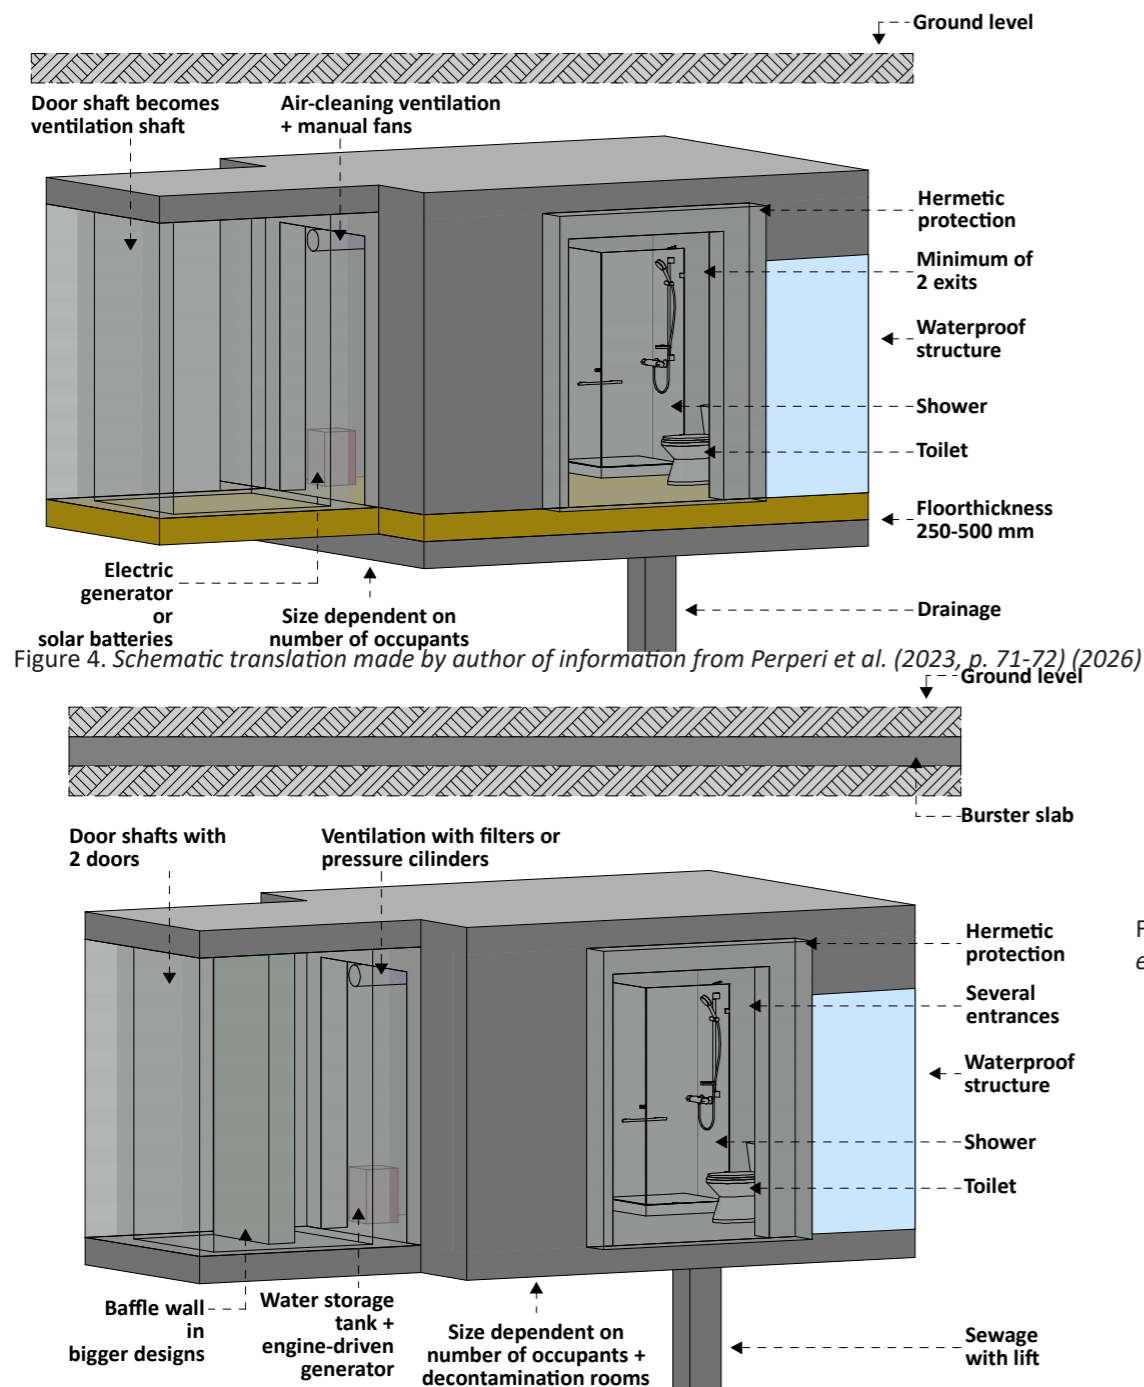 Ground level
Door shaft becomes
ventilation shaft
Air-cleaning ventilation
+ manual fans
Hermetic
protection
Minimum of
2 exits
Waterproof
structure
Shower
Toilet
Floorthickness
250-500 mm
Electric
generator
or
solar batteries
Size dependent on
number of occupants
Drainage
Figure 4. Schematic translation made by author of information from Perperi et al. (2023, p. 71-72) (2026)
Ground level
Burster slab
Door shafts with
2 doors
Ventilation with filters or
pressure cilinders
Hermetic
protection
Several
entrances
Waterproof
structure
Shower
Toilet
Baffle wall
in
bigger designs
Water storage
tank +
engine-driven
generator
Size dependent on
number of occupants +
decontamination rooms
Sewage
with lift